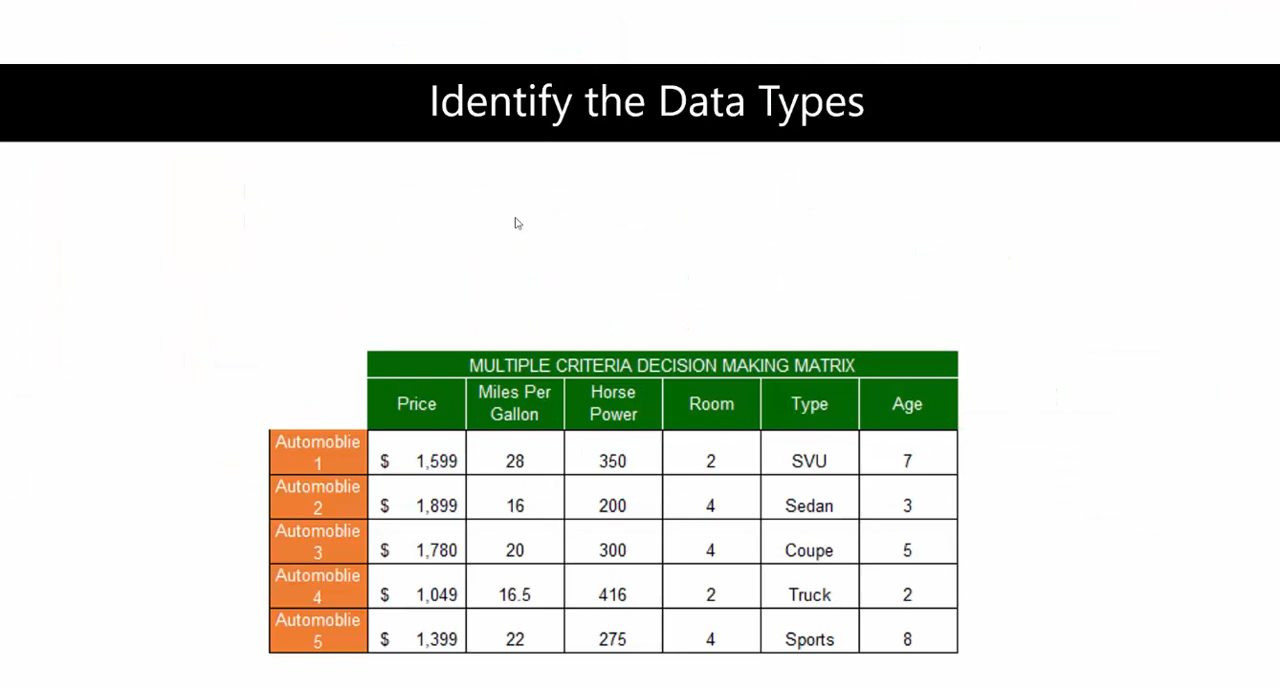 Identify the Data Types
MULTIPLE CRITERIA DECISION MAKING MATRIX
Price Miles Per Gallon Horse Power Room Type Age
Automoblie 1 $ 1,599 28 350 2 SVU 7
Automoblie 2 $ 1,899 16 200 4 Sedan 3
Automoblie 3 $ 1,780 20 300 4 Coupe 5
Automoblie 4 $ 1,049 16.5 416 2 Truck 2
Automoblie 5 $ 1,399 22 275 4 Sports 8